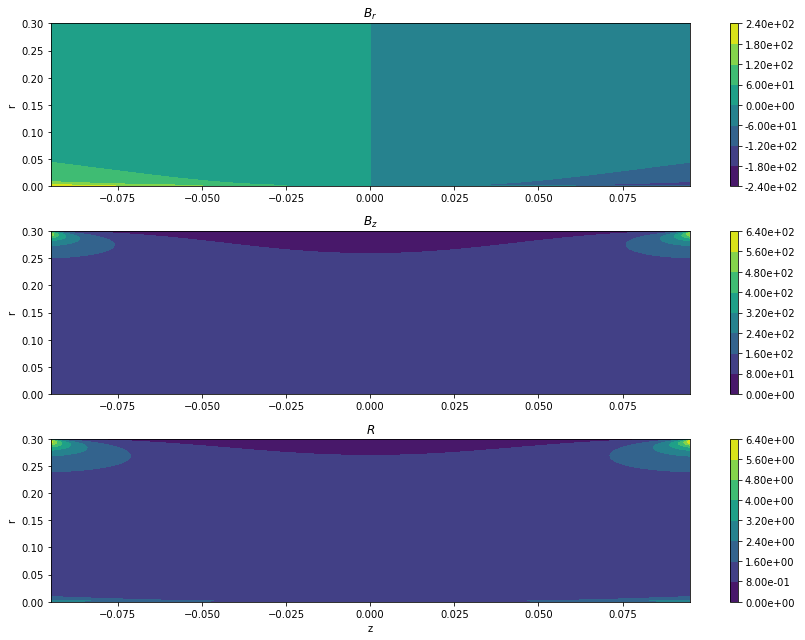 B_r
r
0.30
0.25
0.20
0.15
0.10
0.05
0.00
−0.075 −0.050 −0.025 0.000 0.025 0.050 0.075
2.40e+02
1.80e+02
1.20e+02
6.00e+01
0.00e+00
-6.00e+01
-1.20e+02
-1.80e+02
-2.40e+02
B_z
r
0.30
0.25
0.20
0.15
0.10
0.05
0.00
−0.075 −0.050 −0.025 0.000 0.025 0.050 0.075
6.40e+02
5.60e+02
4.80e+02
4.00e+02
3.20e+02
2.40e+02
1.60e+02
8.00e+01
0.00e+00
R
r
0.30
0.25
0.20
0.15
0.10
0.05
0.00
−0.075 −0.050 −0.025 0.000 0.025 0.050 0.075
z
6.40e+00
5.60e+00
4.80e+00
4.00e+00
3.20e+00
2.40e+00
1.60e+00
8.00e-01
0.00e+00